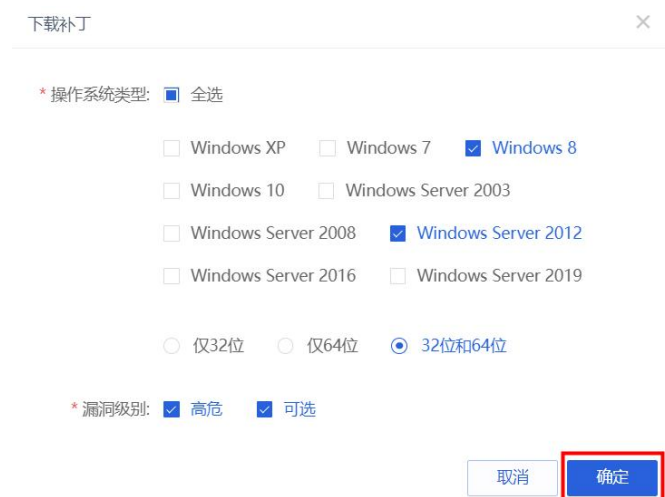 下载补丁
* 操作系统类型: 全选
Windows XP Windows 7 Windows 8
Windows 10 Windows Server 2003
Windows Server 2008 Windows Server 2012
Windows Server 2016 Windows Server 2019
仅32位 仅64位 32位和64位
* 漏洞级别: 高危 可选
取消 确定